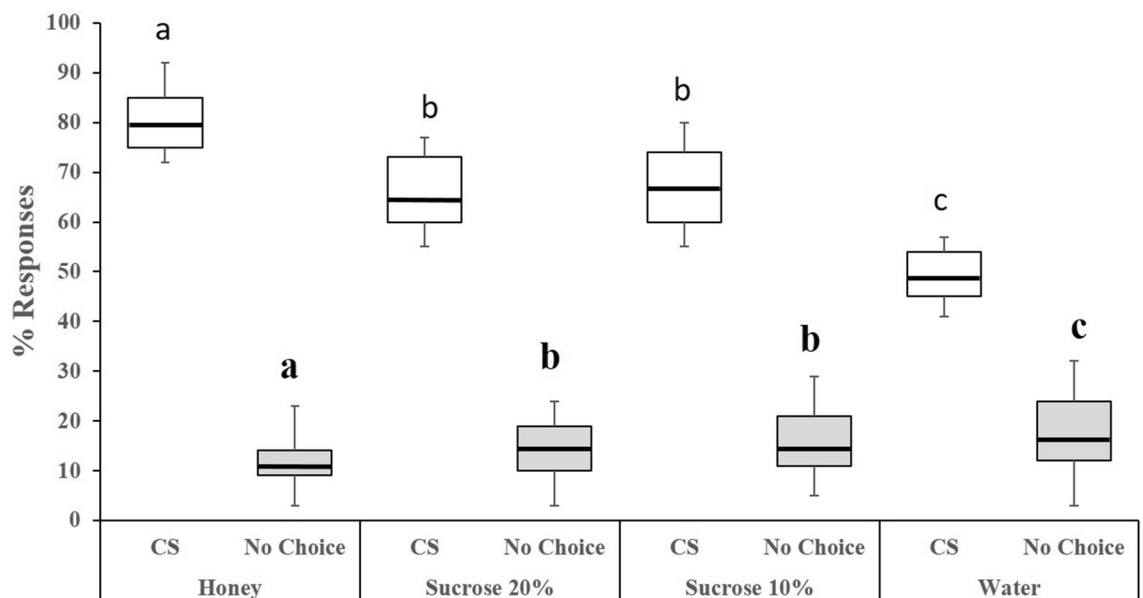 % Responses
100
90
80
70
60
50
40
30
20
10
0
a
b
b
c
a
b
b
c
CS No Choice CS No Choice CS No Choice CS No Choice
Honey Sucrose 20% Sucrose 10% Water